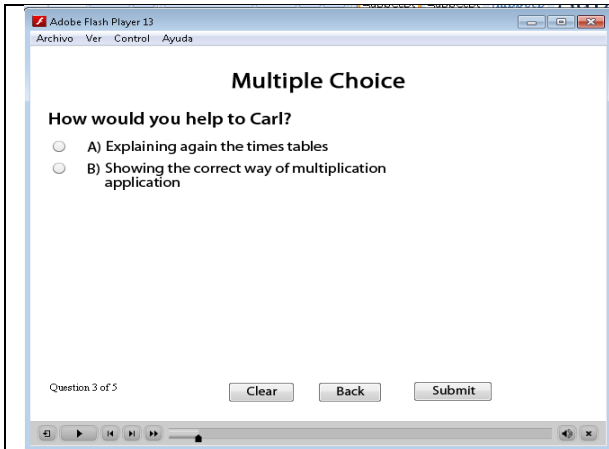 Adobe Flash Player 13
Archivo Ver Control Ayuda
Multiple Choice
How would you help to Carl?
A) Explaining again the times tables
B) Showing the correct way of multiplication
application
Question 3 of 5
Clear Back Submit